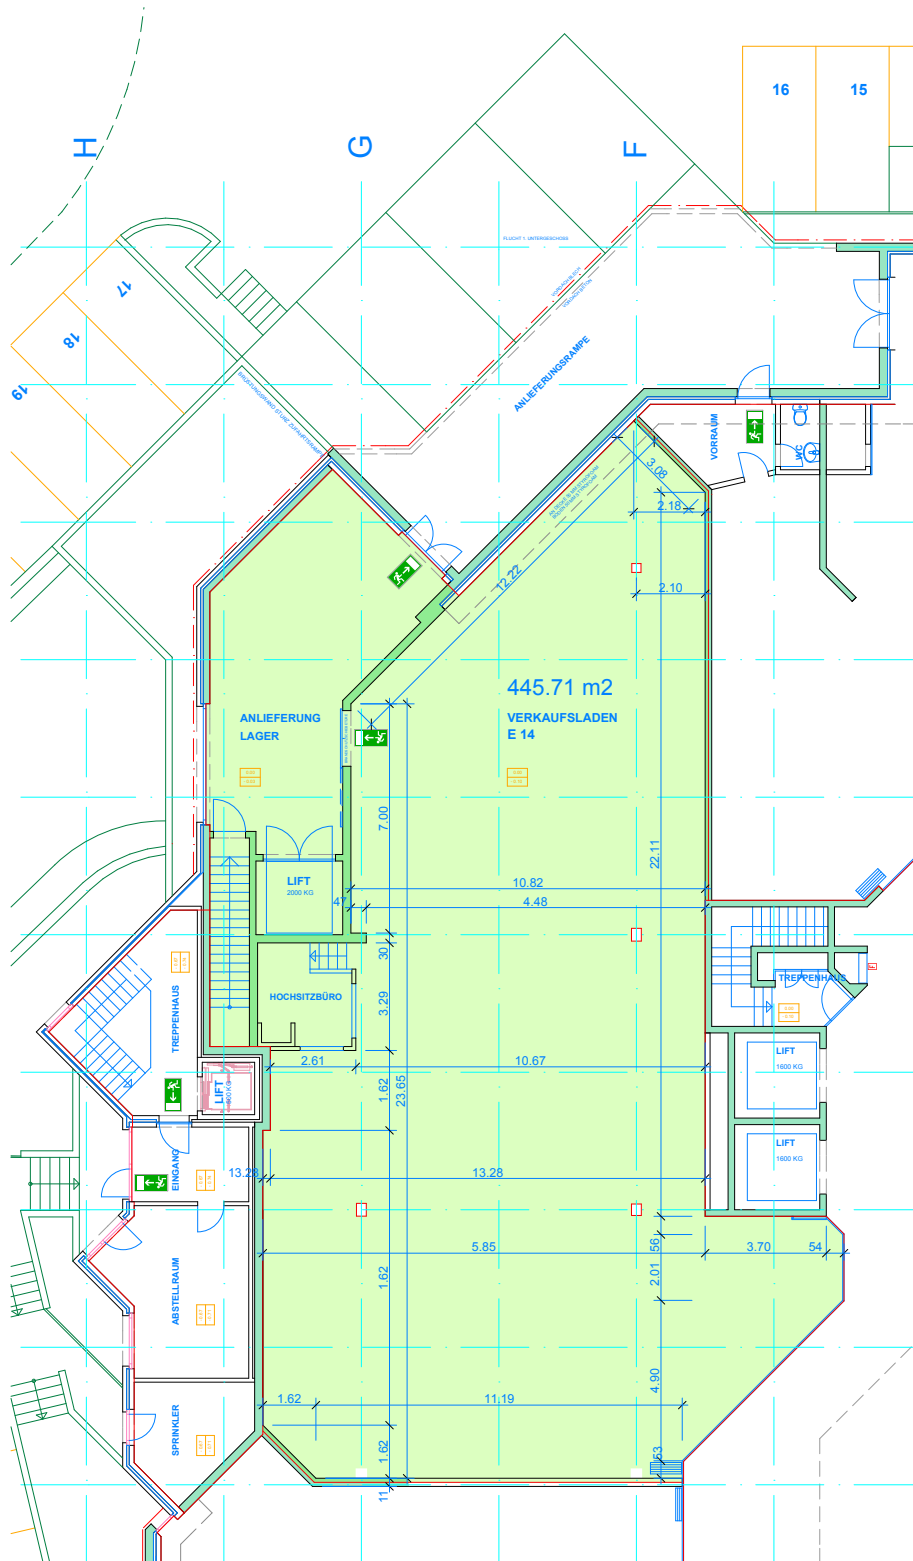 16
15
H
G
F
17
18
19
FLUCHT 1. UNTERGESCHOSS
ANLIEFERUNGSRAMPE
VORRAUM
WC
3.08
2.18
12.22
2.10
445.71 m2
VERKAUFSLADEN
E 14
ANLIEFERUNG
LAGER
7.00
22.11
LIFT
2000 KG
10.82
47
4.48
30
HOCHSITZBÜRO
3.29
TREPPENHAUS
TREPPENHAUS
2.61
10.67
1.62
23.65
LIFT
LIFT
1600 KG
LIFT
1600 KG
EINGANG
13.28
13.28
5.85
56
3.70
54
2.01
1.62
ABSTELLRAUM
4.90
1.62
11.19
SPRINKLER
1.62
53
11